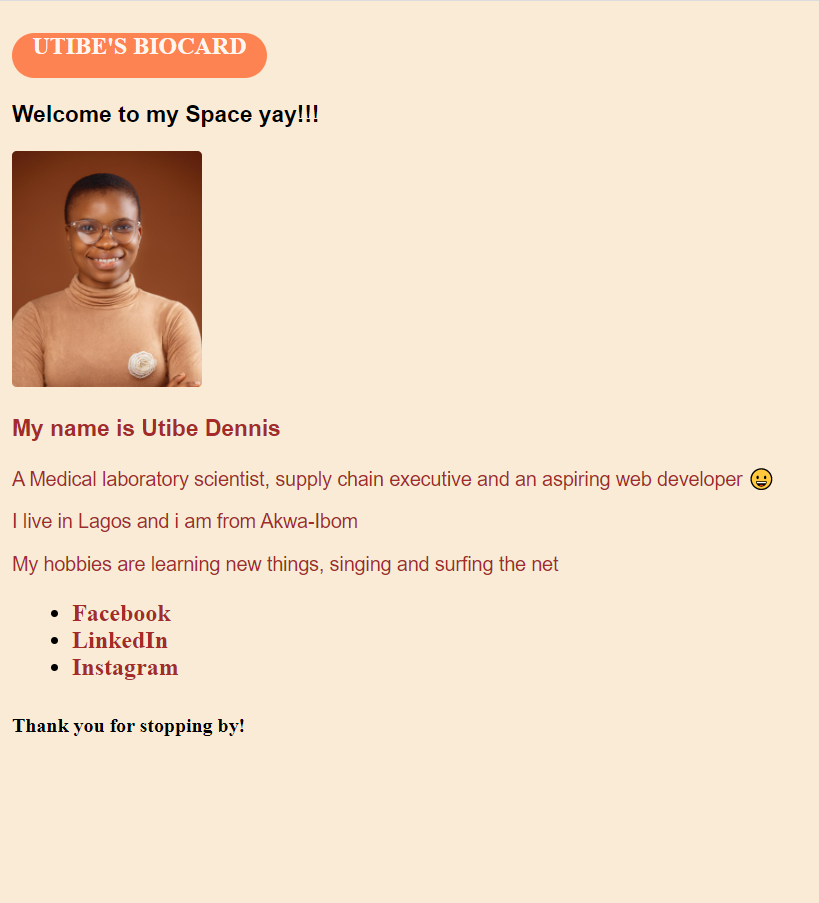 UTIBE'S BIOCARD
Welcome to my Space yay!!!
My name is Utibe Dennis
A Medical laboratory scientist, supply chain executive and an aspiring web developer 😀
I live in Lagos and i am from Akwa-Ibom
My hobbies are learning new things, singing and surfing the net
• Facebook
• LinkedIn
• Instagram
Thank you for stopping by!